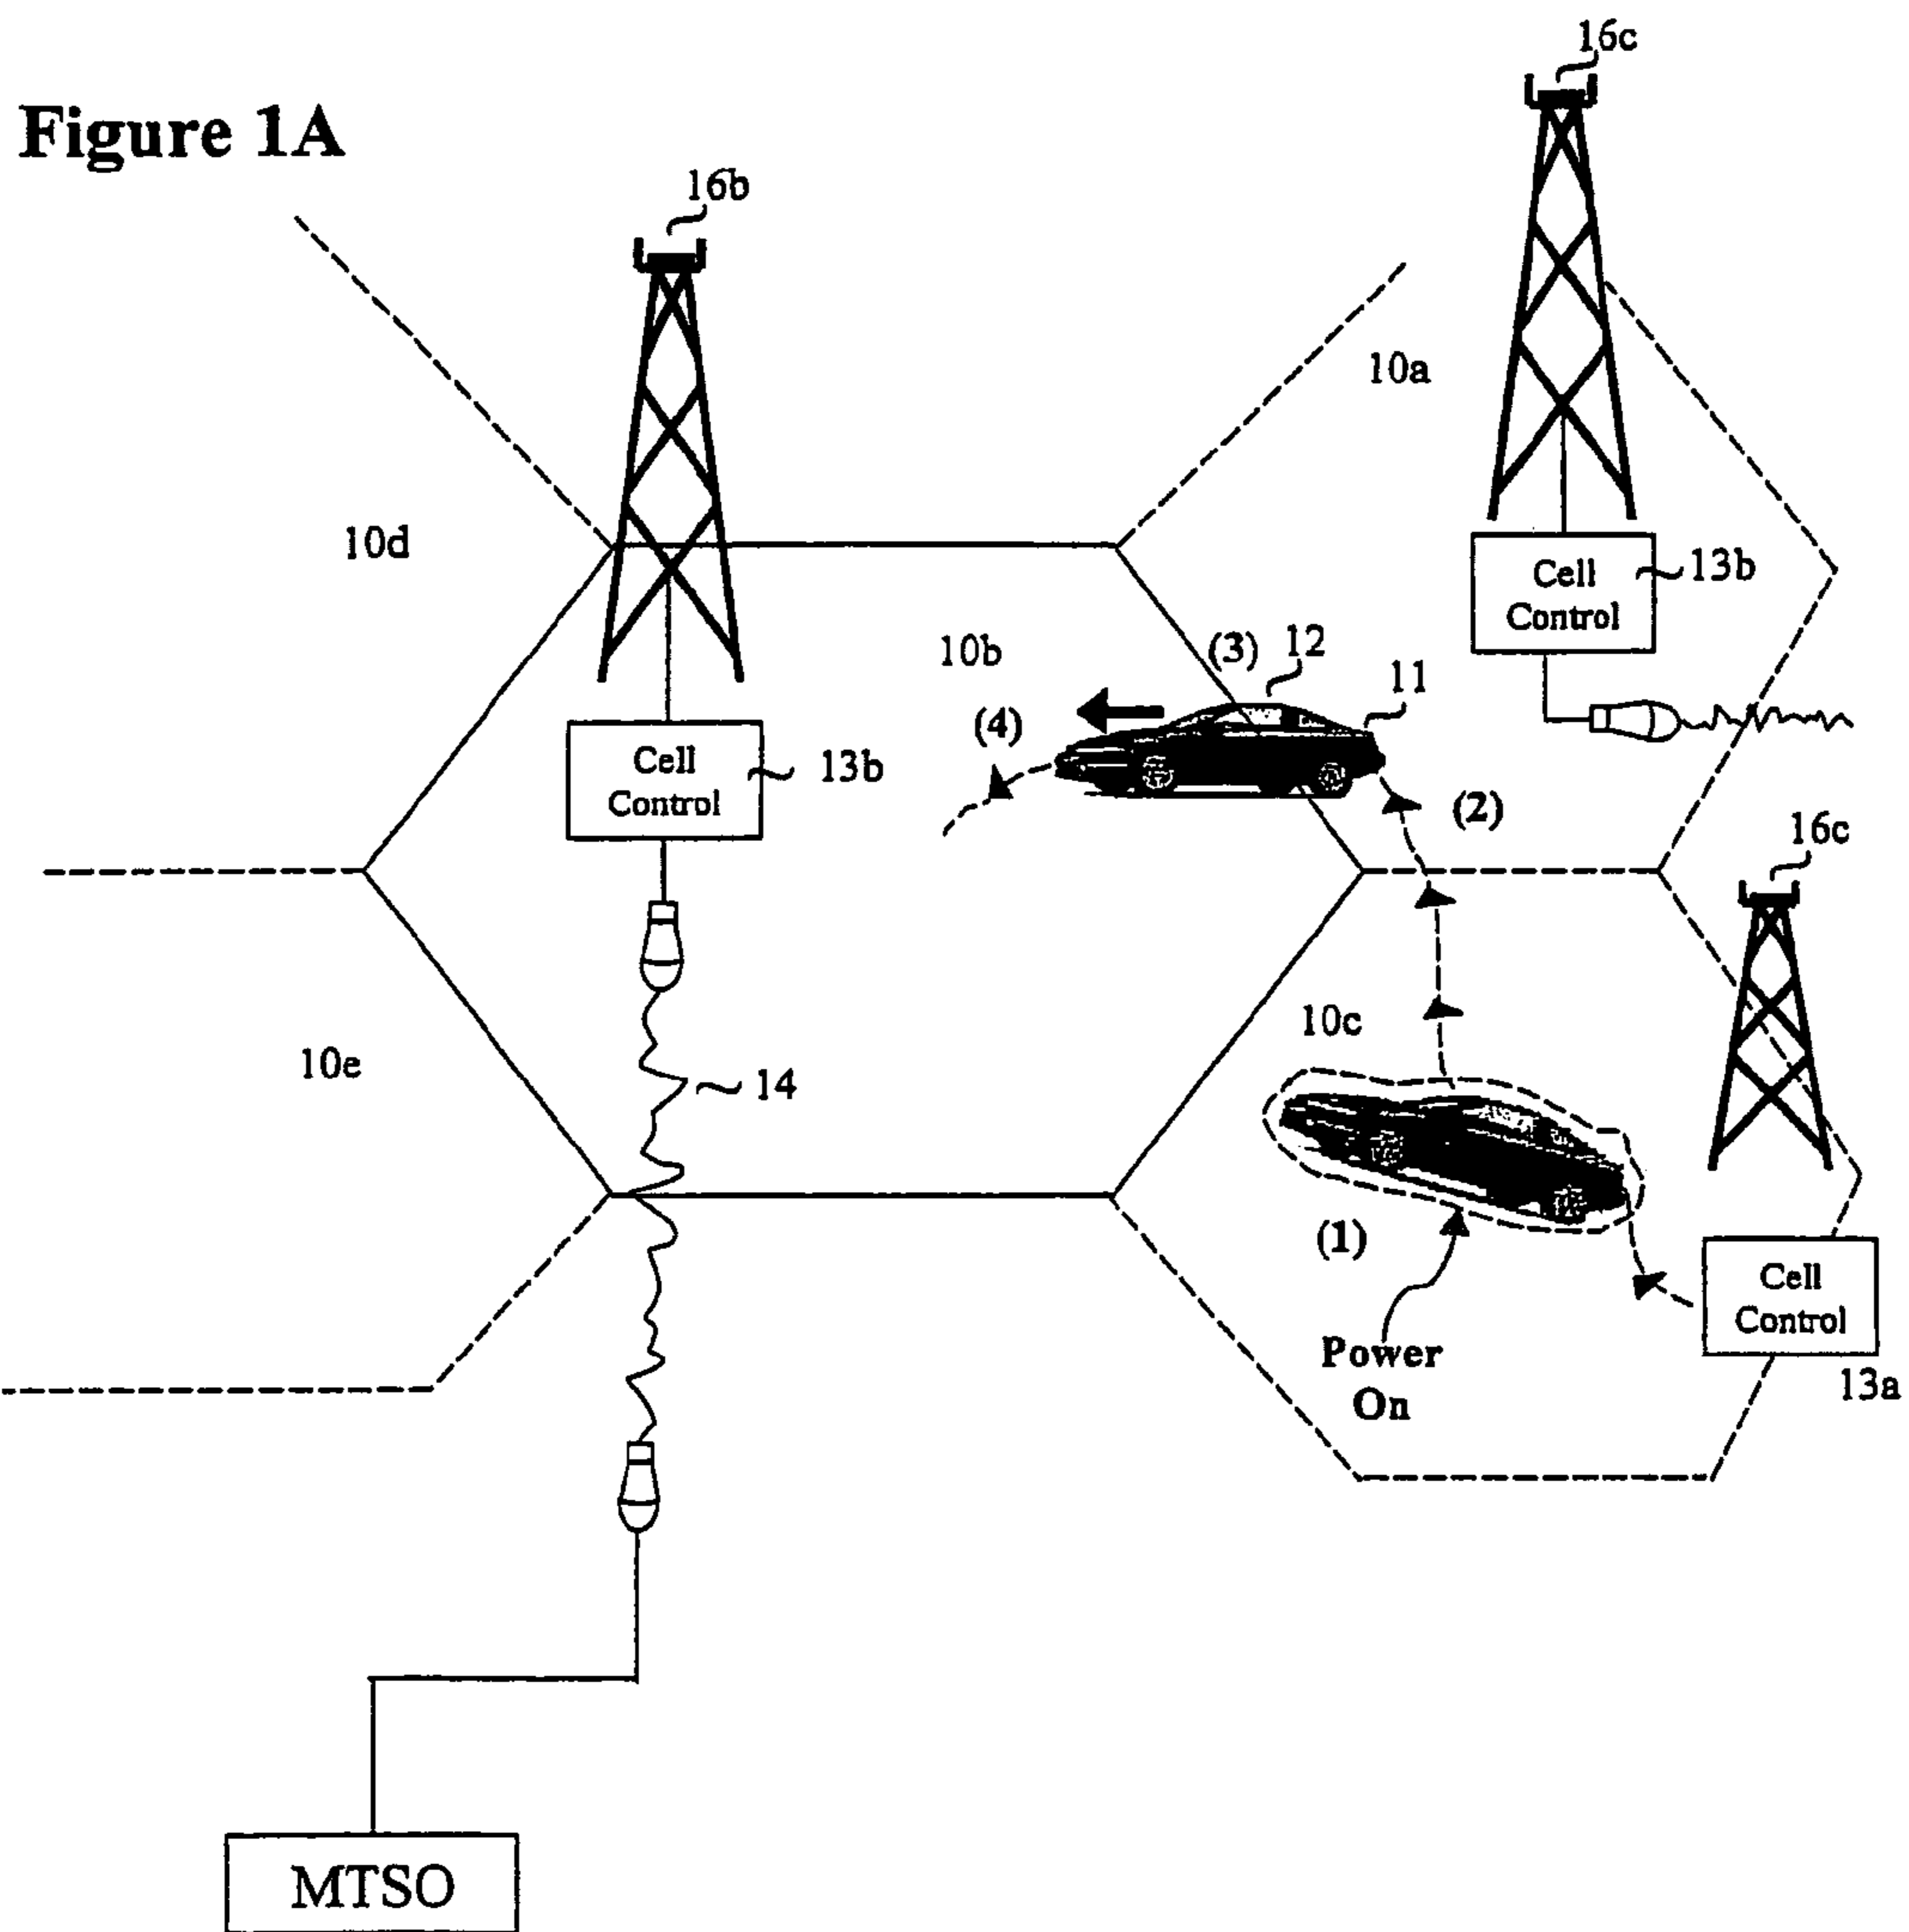 16c
Figure 1A
16b
10a
10d
Cell
Control
13b
10b
(3)
12
11
(4)
Cell
Control
13b
(2)
16c
10c
10e
14
(1)
Cell
Control
Power
On
13a
MTSO